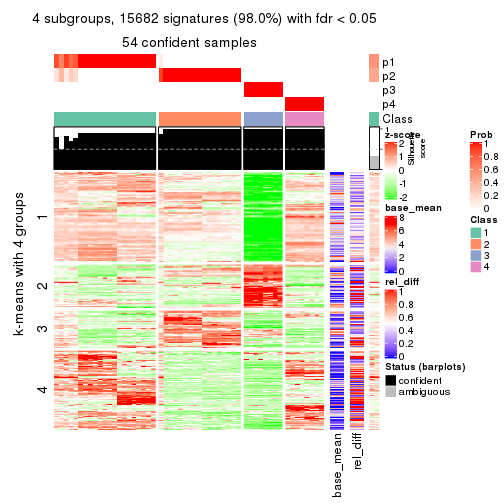 4 subgroups, 15682 signatures (98.0%) with fdr < 0.05
54 confident samples
p1
p2
p3
p4
Class
1
Silhouette
score
z-score
2
1
0
-1
-2
base_mean
8
6
4
2
0
rel_diff
1
0.8
0.6
0.4
0.2
0
Status (barplots)
confident
ambiguous
Prob
1
0.8
0.6
0.4
0.2
0
Class
1
2
3
4
k-means with 4 groups
1
2
3
4
base_mean
rel_diff